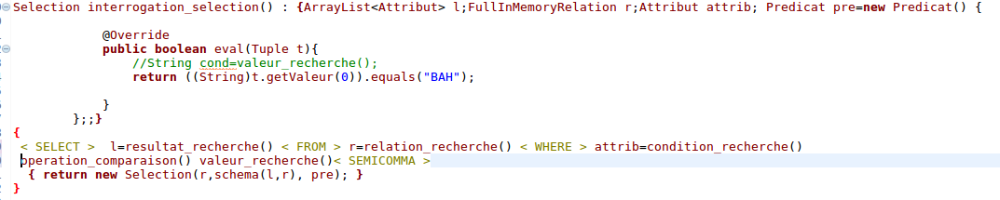 Selection interrogation_selection() : {ArrayList<Attribut> l;FullInMemoryRelation r;Attribut attrib; Predicat pre=new Predicat() {
@Override
public boolean eval(Tuple t){
//String cond=valeur_recherche();
return ((String)t.getValeur(0)).equals("BAH");
}
};;}
{
< SELECT > l=resultat_recherche() < FROM > r=relation_recherche() < WHERE > attrib=condition_recherche()
operation_comparaison() valeur_recherche()< SEMICOMMA >
{ return new Selection(r,schema(l,r), pre); }
}